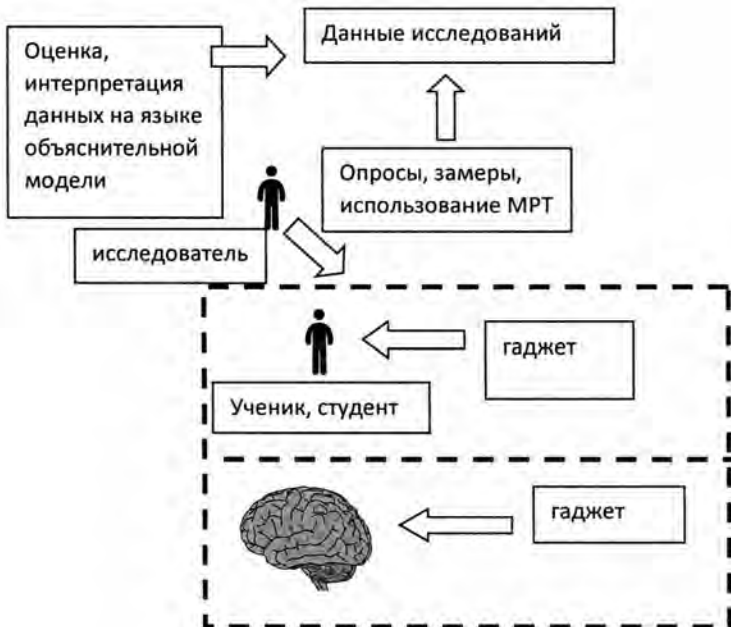 Оценка,
интерпретация
данных на языке
объяснительной
модели
Данные исследований
Опросы, замеры,
использование МРТ
исследователь
гаджет
Ученик, студент
гаджет